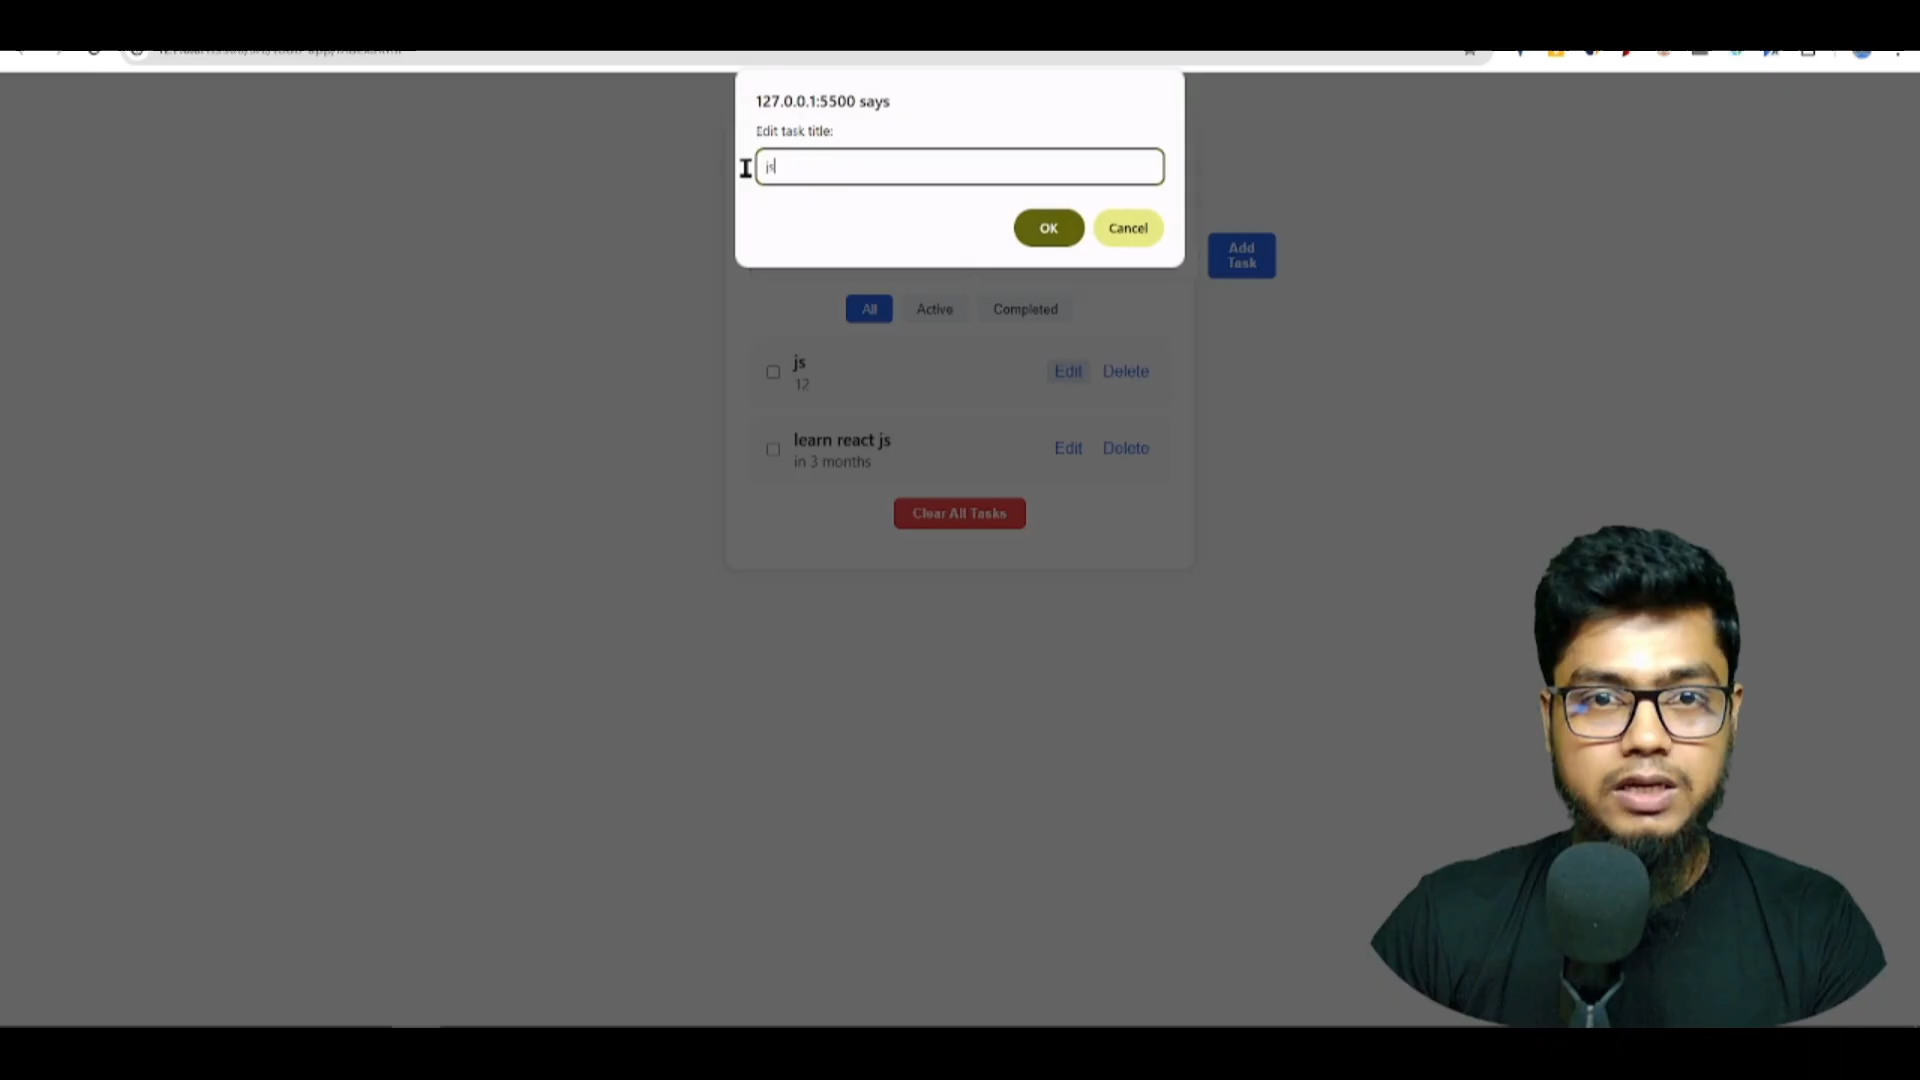 127.0.0.1:5500 says
Edit task title:
js
OK
Cancel
Add
Task
All
Active
Completed
js
12
Edit
Delete
learn react js
in 3 months
Edit
Delete
Clear All Tasks